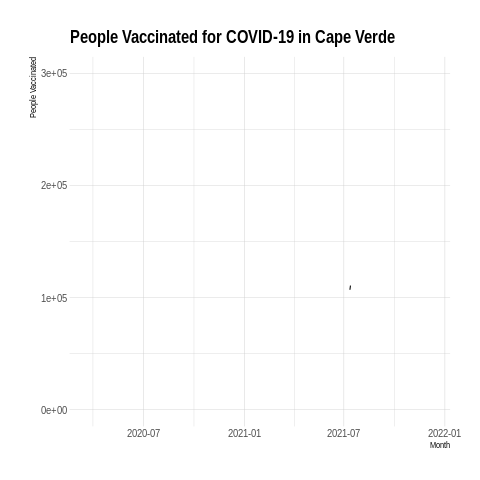 People Vaccinated for COVID-19 in Cape Verde
People Vaccinated
3e+05
2e+05
1e+05
0e+00
2020-07
2021-01
2021-07
2022-01
Month